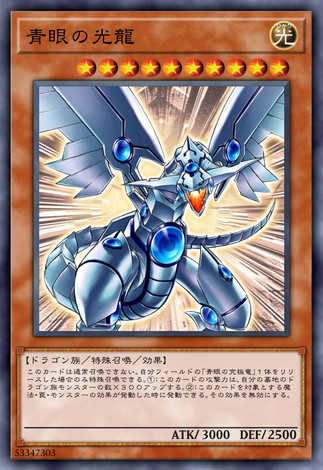 青眼の光龍
光
【ドラゴン族／特殊召喚／効果】
このカードは通常召喚できない。自分フィールドの「青眼の究極竜」１体をリリ
ースした場合のみ特殊召喚できる。①：このカードの攻撃力は、自分の墓地のド
ラゴン族モンスターの数×３００アップする。②：このカードを対象とする魔
法・罠・モンスターの効果が発動した時に発動できる。その効果を無効にする。
ATK/ 3000 DEF/2500
53347303